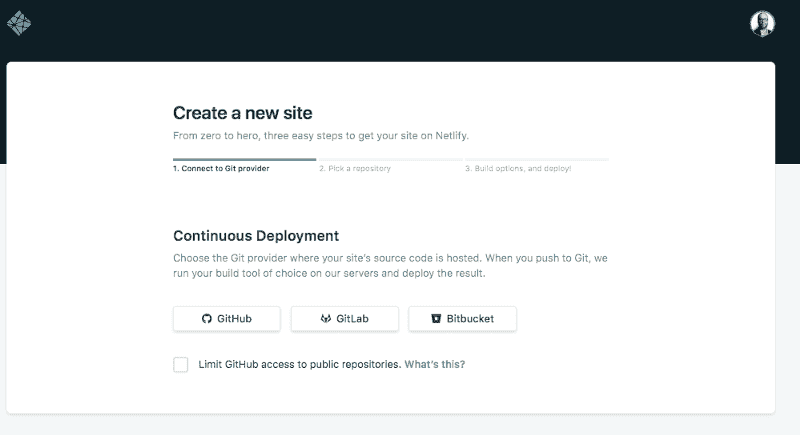 Create a new site
From zero to hero, three easy steps to get your site on Netlify.
1. Connect to Git provider
2. Pick a repository
3. Build options, and deploy!
Continuous Deployment
Choose the Git provider where your site's source code is hosted. When you push to Git, we
run your build tool of choice on our servers and deploy the result.
GitHub
GitLab
Bitbucket
Limit GitHub access to public repositories. What's this?